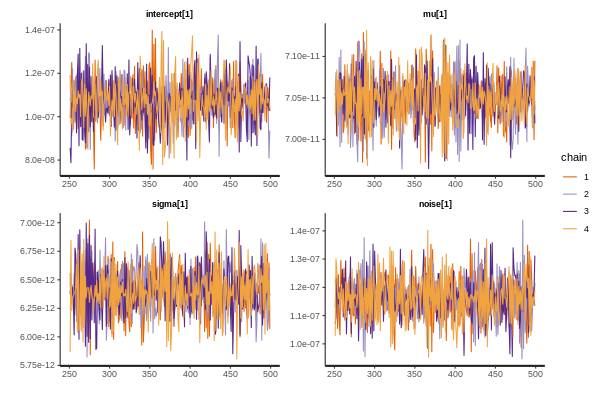 intercept[1]
1.4e-07
1.2e-07
1.0e-07
8.0e-08
250 300 350 400 450 500
mu[1]
7.10e-11
7.05e-11
7.00e-11
250 300 350 400 450 500
sigma[1]
7.00e-12
6.75e-12
6.50e-12
6.25e-12
6.00e-12
5.75e-12
250 300 350 400 450 500
noise[1]
1.4e-07
1.3e-07
1.2e-07
1.1e-07
1.0e-07
250 300 350 400 450 500
chain
1
2
3
4